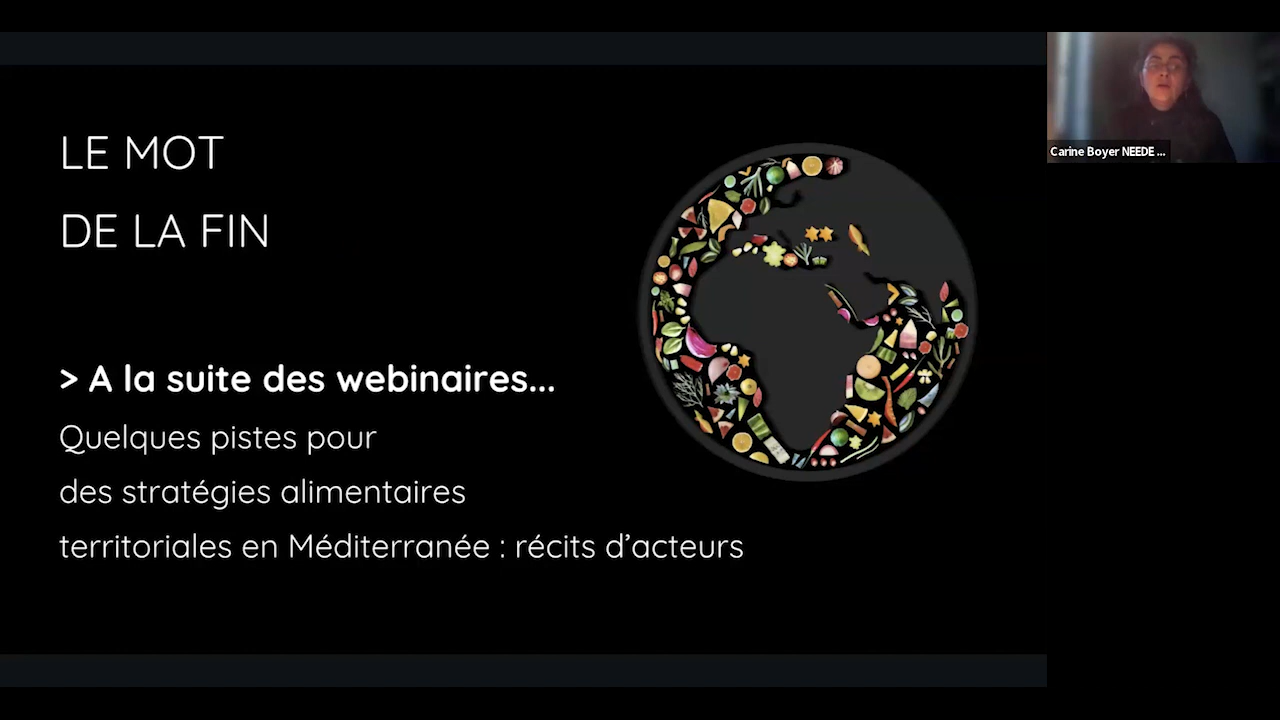 LE MOT
DE LA FIN
> A la suite des webinaires...
Quelques pistes pour
des stratégies alimentaires
territoriales en Méditerranée : récits d’acteurs
Carine Boyer NEEDE ...